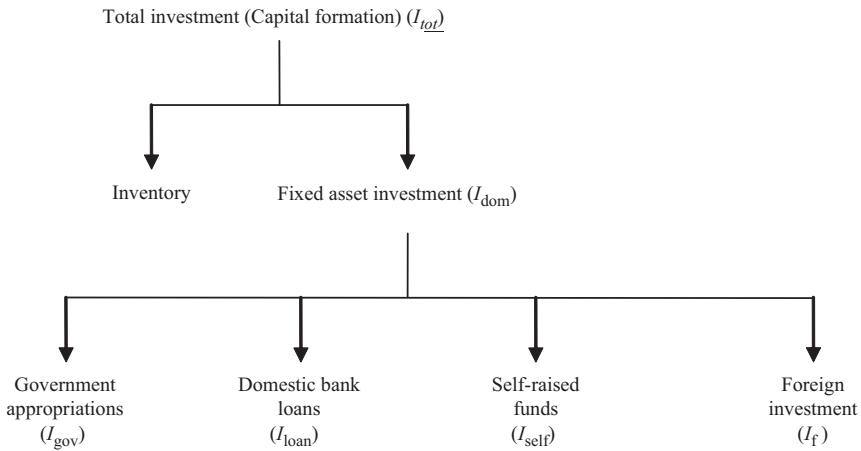 Total investment (Capital formation) (I_tot)
Inventory
Fixed asset investment (I_dom)
Government
appropriations
(I_gov)
Domestic bank
loans
(I_loan)
Self-raised
funds
(I_self)
Foreign
investment
(I_f)